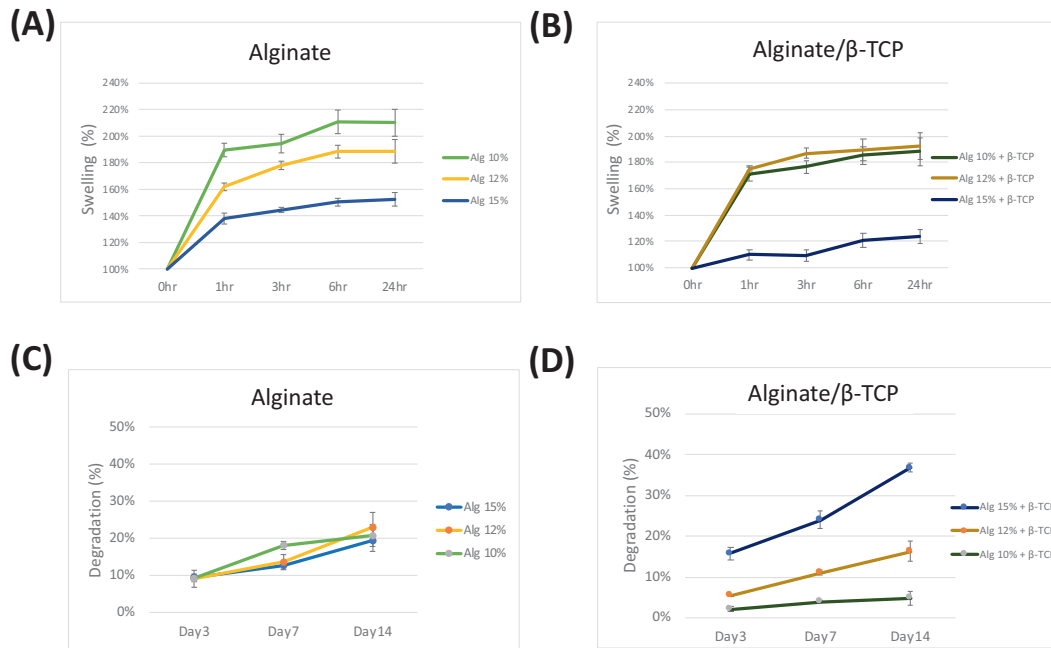 (A)
Alginate
Swelling (%)
240%
220%
200%
180%
160%
140%
120%
100%
0hr 1hr 3hr 6hr 24hr
Alg 10%
Alg 12%
Alg 15%
(B)
Alginate/β-TCP
Swelling (%)
240%
220%
200%
180%
160%
140%
120%
100%
0hr 1hr 3hr 6hr 24hr
Alg 10% + β-TCP
Alg 12% + β-TCP
Alg 15% + β-TCP
(C)
Alginate
Degradation (%)
50%
40%
30%
20%
10%
0%
Day3 Day7 Day14
Alg 15%
Alg 12%
Alg 10%
(D)
Alginate/β-TCP
Degradation (%)
50%
40%
30%
20%
10%
0%
Day3 Day7 Day14
Alg 15% + β-TC
Alg 12% + β-TC
Alg 10% + β-TC